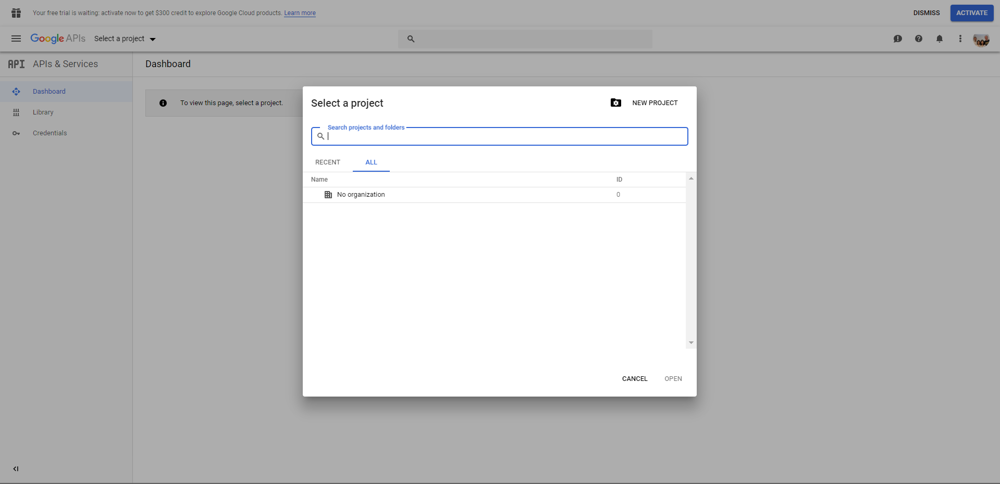 Your free trial is waiting: activate now to get $300 credit to explore Google Cloud products. Learn more
DISMISS
ACTIVATE
Google APIs
Select a project
API APIs & Services
Dashboard
Dashboard
Library
Credentials
To view this page, select a project.
Select a project
NEW PROJECT
Search projects and folders
RECENT
ALL
Name
ID
No organization
0
CANCEL
OPEN